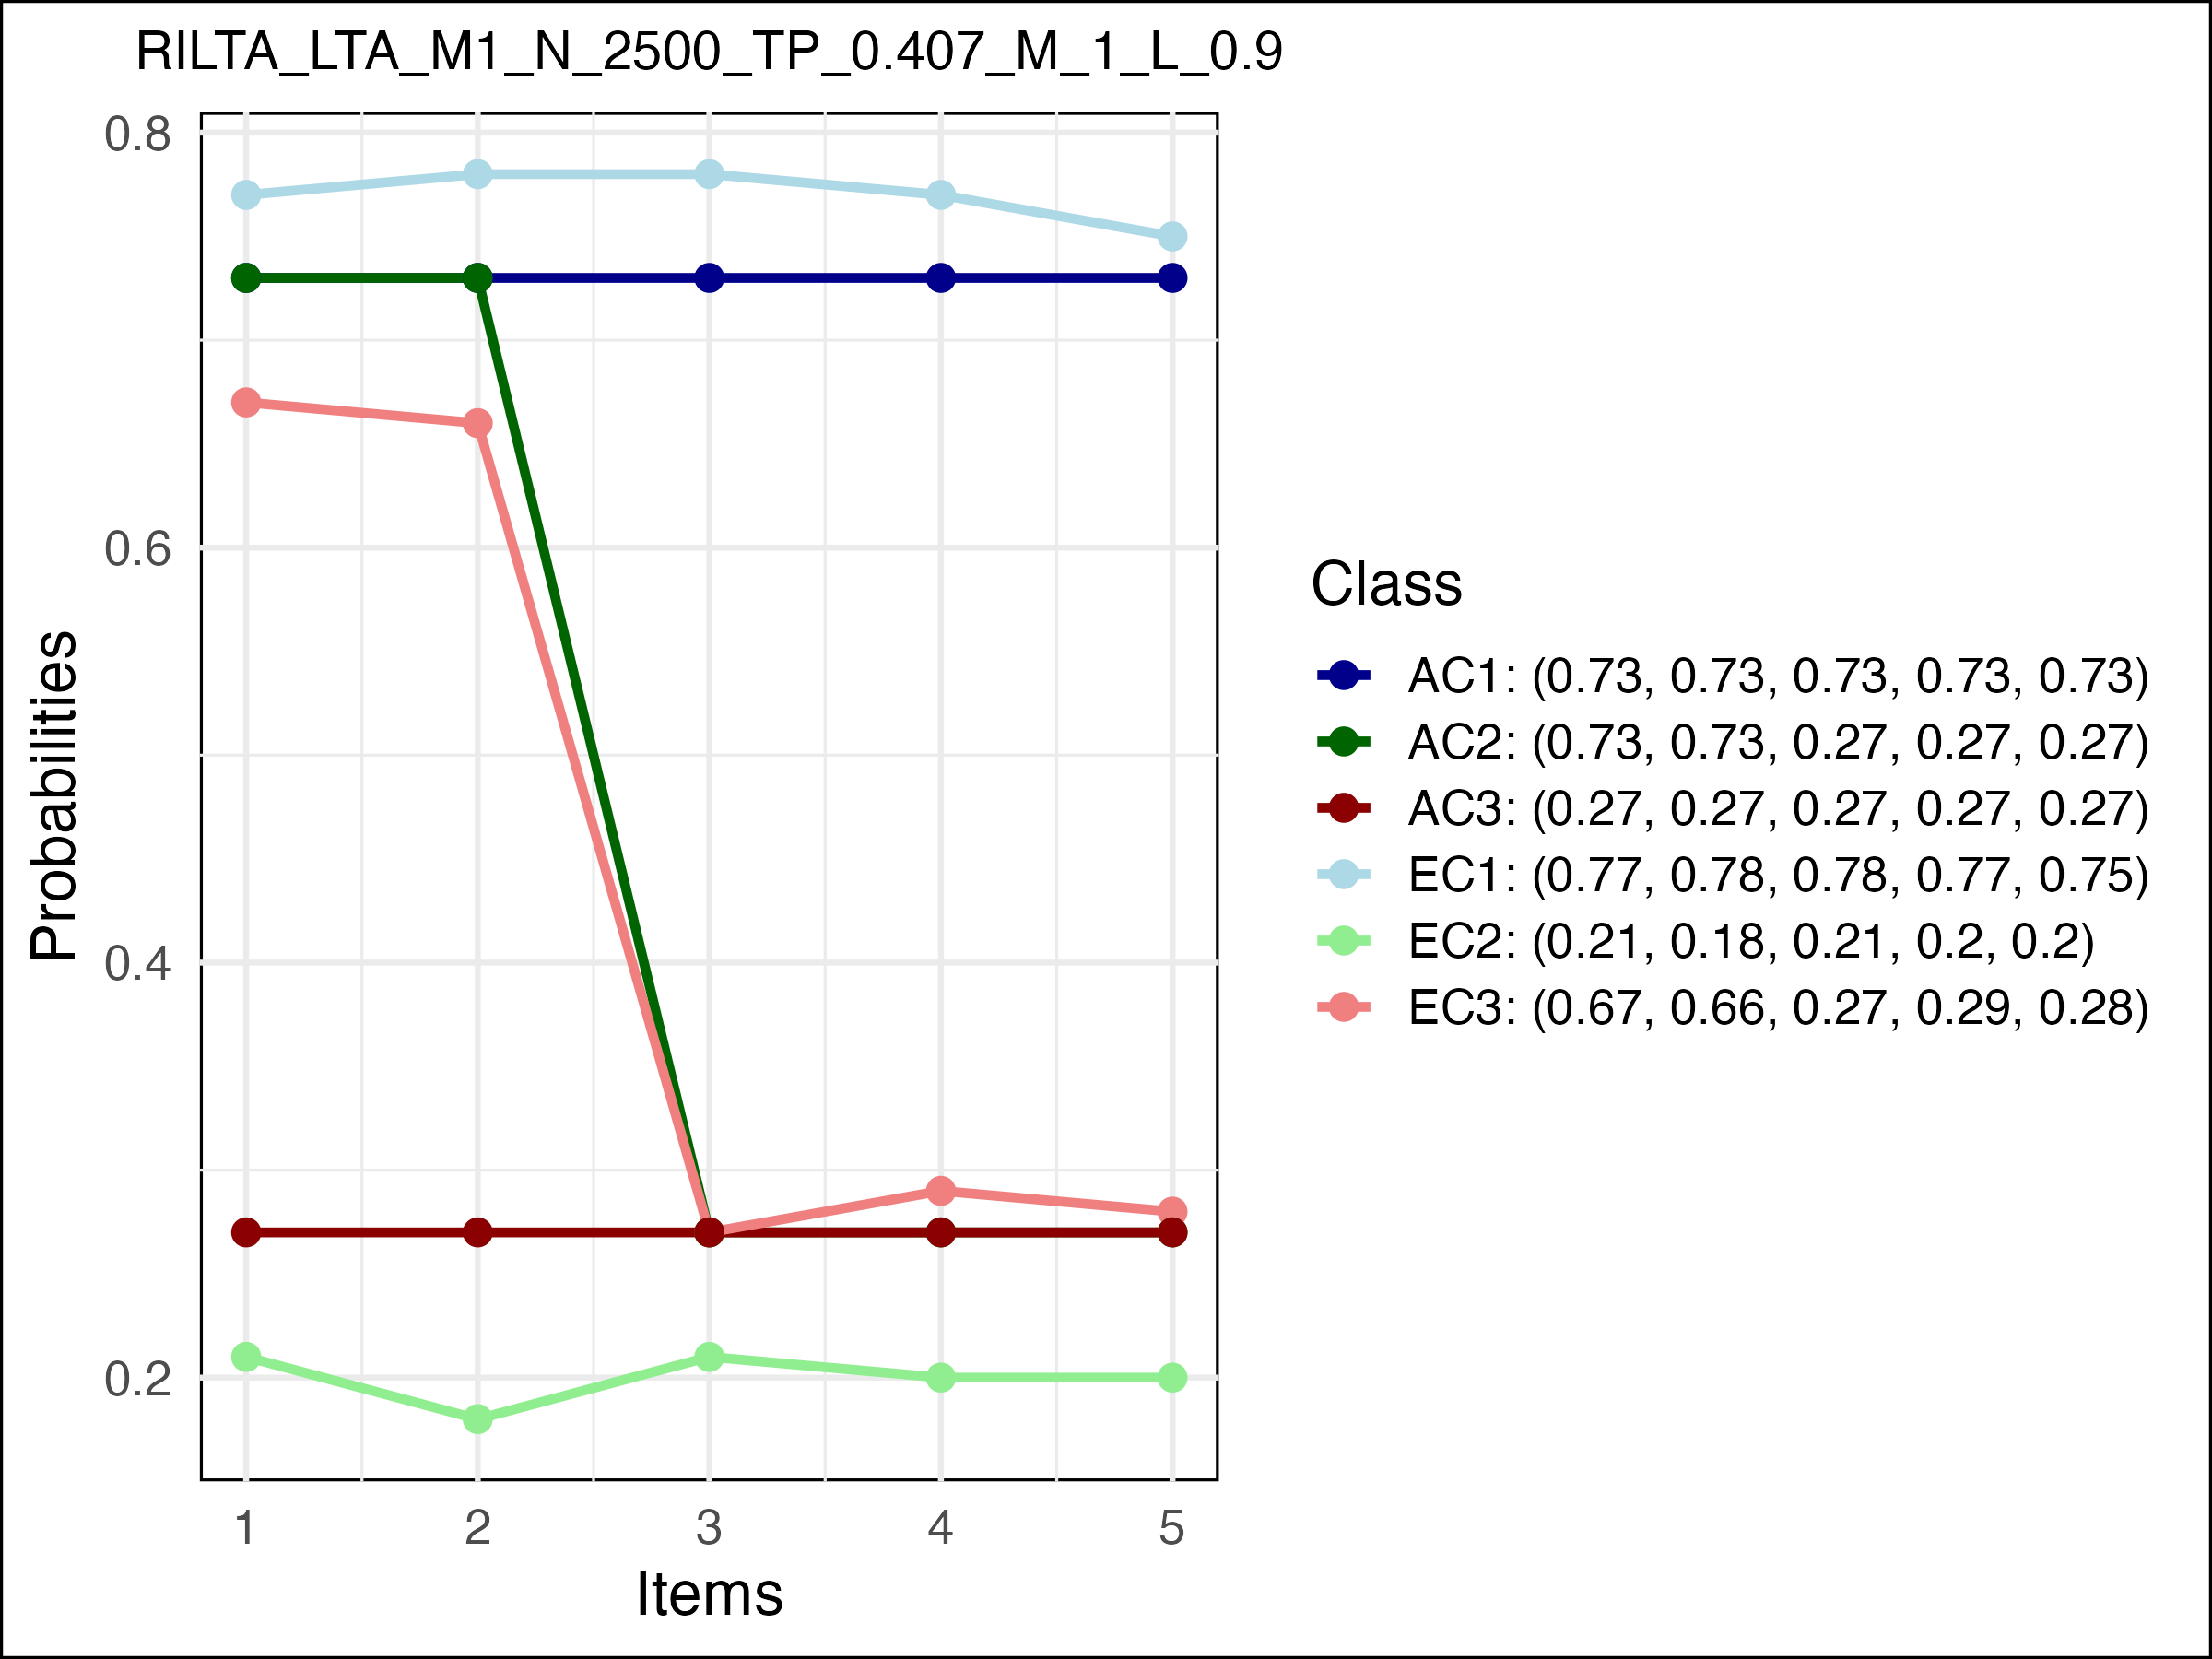 RILTA_LTA_M1_N_2500_TP_0.407_M_1_L_0.9
0.8
0.6
0.4
0.2
Probabilities
1 2 3 4 5
Items
Class
AC1: (0.73, 0.73, 0.73, 0.73, 0.73)
AC2: (0.73, 0.73, 0.27, 0.27, 0.27)
AC3: (0.27, 0.27, 0.27, 0.27, 0.27)
EC1: (0.77, 0.78, 0.78, 0.77, 0.75)
EC2: (0.21, 0.18, 0.21, 0.2, 0.2)
EC3: (0.67, 0.66, 0.27, 0.29, 0.28)